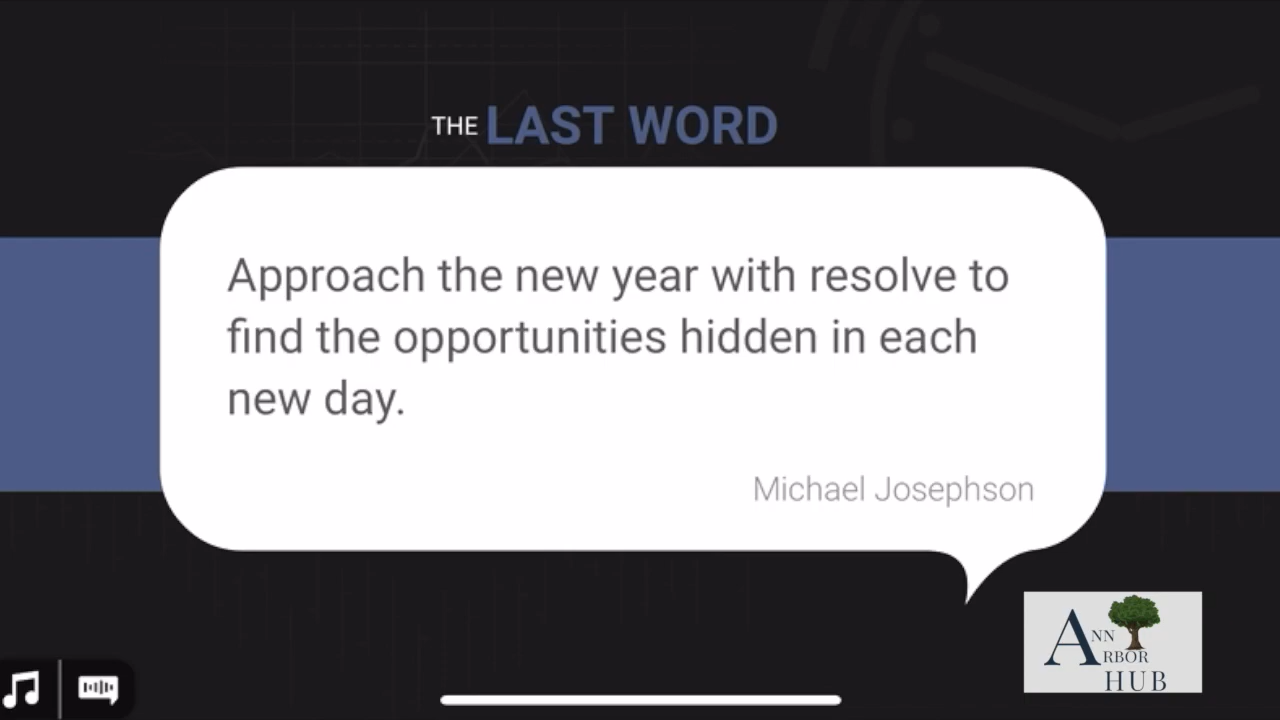 THE LAST WORD
Approach the new year with resolve to
find the opportunities hidden in each
new day.
Michael Josephson
ANN
ARBOR
HUB